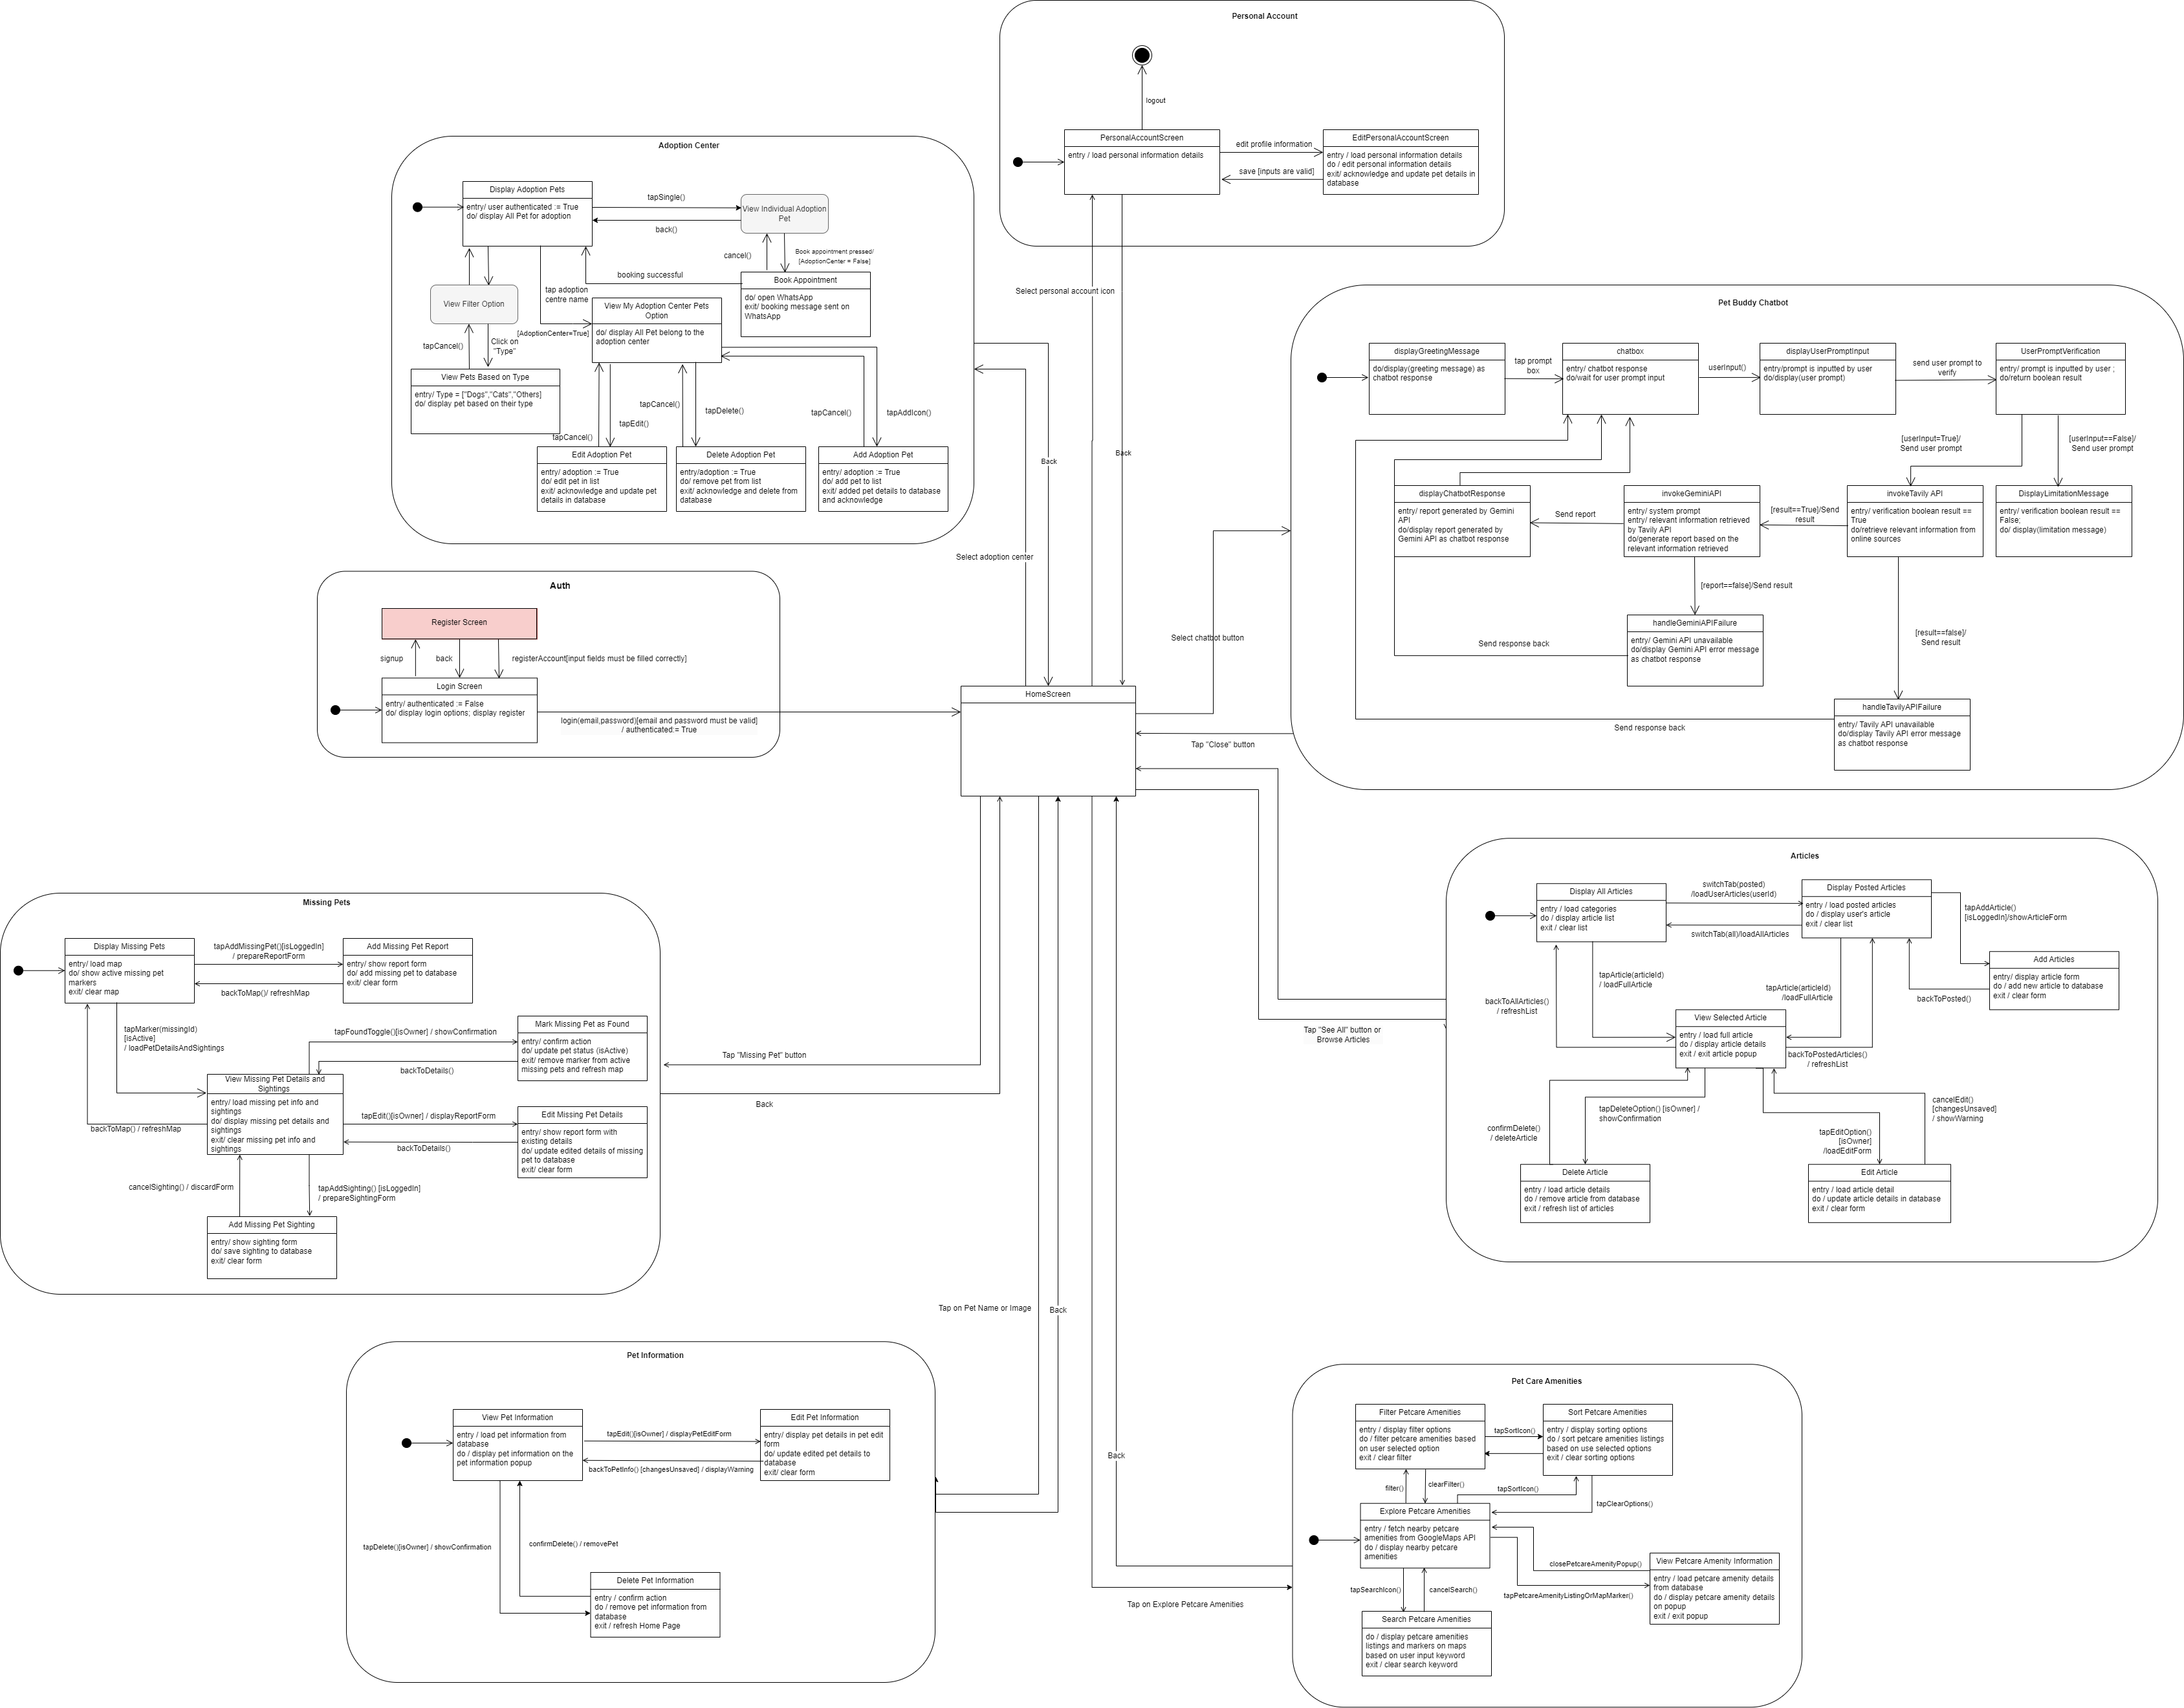 Personal Account
logout
PersonalAccountScreen
entry / load personal information details
edit profile information
save [inputs are valid]
EditPersonalAccountScreen
entry / load personal information details
do / edit personal information details
exit/ acknowledge and update pet details in
database
Select personal account icon
Back
Adoption Center
Display Adoption Pets
entry/ user authenticated := True
do/ display All Pet for adoption
tapSingle()
back()
View Individual Adoption
Pet
cancel()
Book appointment pressed/
[AdoptionCenter = False]
booking successful
Book Appointment
do/ open WhatsApp
exit/ booking message sent on
WhatsApp
View Filter Option
tap adoption
centre name
[AdoptionCenter=True]
View My Adoption Center Pets
Option
do/ display All Pet belong to the
adoption center
tapCancel()
Click on
"Type"
View Pets Based on Type
entry/ Type = ["Dogs","Cats","Others]
do/ display pet based on their type
tapCancel()
tapEdit()
tapCancel()
tapDelete()
tapCancel()
tapAddIcon()
Edit Adoption Pet
entry/ adoption := True
do/ edit pet in list
exit/ acknowledge and update pet
details in database
Delete Adoption Pet
entry/adoption := True
do/ remove pet from list
exit/ acknowledge and delete from
database
Add Adoption Pet
entry/ adoption := True
do/ add pet to list
exit/ added pet details to database
and acknowledge
Back
Select adoption center
Pet Buddy Chatbot
displayGreetingMessage
do/display(greeting message) as
chatbot response
tap prompt
box
chatbox
entry/ chatbot response
do/wait for user prompt input
userInput()
displayUserPromptInput
entry/prompt is inputted by user
do/display(user prompt)
send user prompt to
verify
UserPromptVerification
entry/ prompt is inputted by user ;
do/return boolean result
[userInput=True]/
Send user prompt
[userInput==False]/
Send user prompt
displayChatbotResponse
entry/ report generated by Gemini
API
do/display report generated by
Gemini API as chatbot response
Send report
invokeGeminiAPI
entry/ system prompt
entry/ relevant information retrieved
by Tavily API
do/generate report based on the
relevant information retrieved
[result==True]/Send
result
invokeTavily API
entry/ verification boolean result ==
True
do/retrieve relevant information from
online sources
DisplayLimitationMessage
entry/ verification boolean result ==
False;
do/ display(limitation message)
[report==false]/Send result
handleGeminiAPIFailure
entry/ Gemini API unavailable
do/display Gemini API error message
as chatbot response
Send response back
[result==false]/
Send result
handleTavilyAPIFailure
entry/ Tavily API unavailable
do/display Tavily API error message
as chatbot response
Send response back
Select chatbot button
Tap "Close" button
Auth
Register Screen
signup
back
registerAccount[input fields must be filled correctly]
Login Screen
entry/ authenticated := False
do/ display login options; display register
login(email,password)[email and password must be valid]
/ authenticated:= True
HomeScreen
Articles
Display All Articles
entry / load categories
do / display article list
exit / clear list
switchTab(posted)
/loadUserArticles(userId)
switchTab(all)/loadAllArticles
Display Posted Articles
entry / load posted articles
do / display user's article
exit / clear list
tapAddArticle()
[isLoggedIn]/showArticleForm
Add Articles
entry/ display article form
do / add new article to database
exit / clear form
backToPosted()
tapArticle(articleId)
/ loadFullArticle
tapArticle(articleId)
/loadFullArticle
backToAllArticles()
/ refreshList
View Selected Article
entry / load full article
do / display article details
exit / exit article popup
backToPostedArticles()
/ refreshList
tapDeleteOption() [isOwner] /
showConfirmation
confirmDelete()
/ deleteArticle
cancelEdit()
[changesUnsaved]
/ showWarning
tapEditOption()
[isOwner]
/loadEditForm
Delete Article
entry / load article details
do / remove article from database
exit / refresh list of articles
Edit Article
entry / load article detail
do / update article details in database
exit / clear form
Tap "See All" button or
Browse Articles
Missing Pets
Display Missing Pets
entry/ load map
do/ show active missing pet
markers
exit/ clear map
tapAddMissingPet()[isLoggedIn]
/ prepareReportForm
backToMap()/ refreshMap
Add Missing Pet Report
entry/ show report form
do/ add missing pet to database
exit/ clear form
tapMarker(missingId)
[isActive]
/ loadPetDetailsAndSightings
tapFoundToggle()[isOwner] / showConfirmation
backToDetails()
Mark Missing Pet as Found
entry/ confirm action
do/ update pet status (isActive)
exit/ remove marker from active
missing pets and refresh map
View Missing Pet Details and
Sightings
entry/ load missing pet info and
sightings
do/ display missing pet details and
sightings
exit/ clear missing pet info and
sightings
backToMap() / refreshMap
tapEdit()[isOwner] / displayReportForm
backToDetails()
Edit Missing Pet Details
entry/ show report form with
existing details
do/ update edited details of missing
pet to database
exit/ clear form
cancelSighting() / discardForm
tapAddSighting() [isLoggedIn]
/ prepareSightingForm
Add Missing Pet Sighting
entry/ show sighting form
do/ save sighting to database
exit/ clear form
Tap "Missing Pet" button
Back
Tap on Pet Name or Image
Back
Pet Information
View Pet Information
entry / load pet information from
database
do / display pet information on the
pet information popup
tapEdit()[isOwner] / displayPetEditForm
backToPetInfo() [changesUnsaved] / displayWarning
Edit Pet Information
entry/ display pet details in pet edit
form
do/ update edited pet details to
database
exit/ clear form
tapDelete()[isOwner] / showConfirmation
confirmDelete() / removePet
Delete Pet Information
entry / confirm action
do / remove pet information from
database
exit / refresh Home Page
Back
Tap on Explore Petcare Amenities
Pet Care Amenities
Filter Petcare Amenities
entry / display filter options
do / filter petcare amenities based
on user selected option
exit / clear filter
tapSortIcon()
Sort Petcare Amenities
entry / display sorting options
do / sort petcare amenities listings
based on use selected options
exit / clear sorting options
filter()
clearFilter()
tapSortIcon()
tapClearOptions()
Explore Petcare Amenities
entry / fetch nearby petcare
amenities from GoogleMaps API
do / display nearby petcare
amenities
closePetcareAmenityPopup()
tapPetcareAmenityListingOrMapMarker()
View Petcare Amenity Information
entry / load petcare amenity details
from database
do / display petcare amenity details
on popup
exit / exit popup
tapSearchIcon()
cancelSearch()
Search Petcare Amenities
do / display petcare amenities
listings and markers on maps
based on user input keyword
exit / clear search keyword